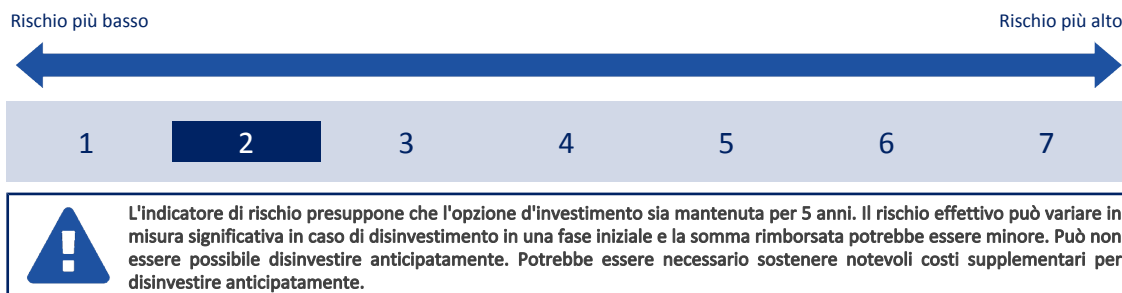 Rischio più basso Rischio più alto
1 2 3 4 5 6 7
L'indicatore di rischio presuppone che l'opzione d'investimento sia mantenuta per 5 anni. Il rischio effettivo può variare in
misura significativa in caso di disinvestimento in una fase iniziale e la somma rimborsata potrebbe essere minore. Può non
essere possibile disinvestire anticipatamente. Potrebbe essere necessario sostenere notevoli costi supplementari per
disinvestire anticipatamente.